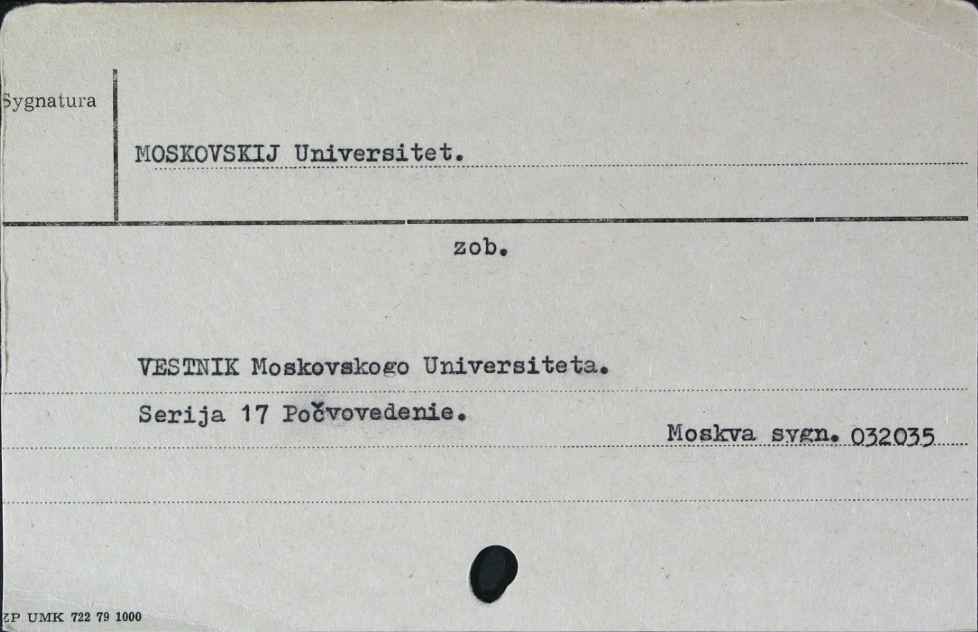 Sygnatura
MOSKOVSKIJ Universitet.
zob.
VESTNIK Moskovskogo Universiteta.
Serija 17 Počvovedenie.
Moskva sygn. 032035
ZP UMK 722 79 1000